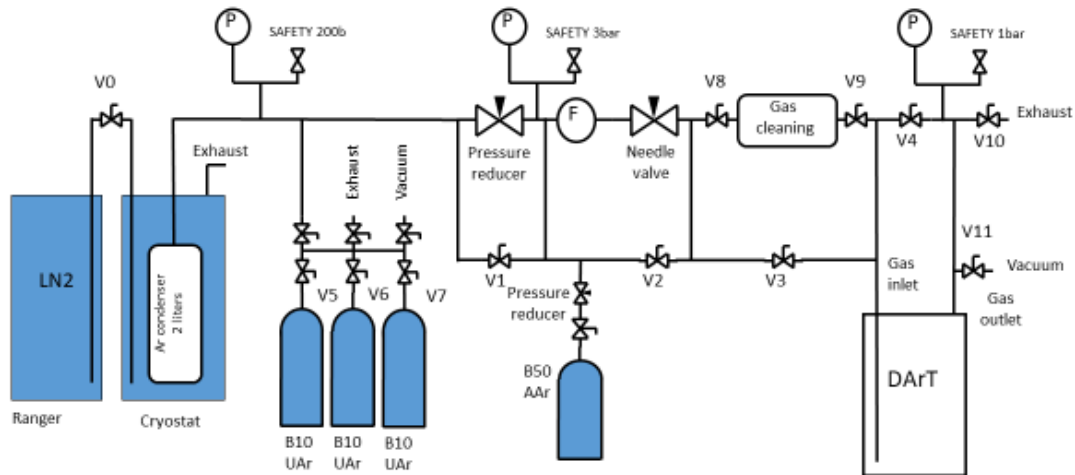 P
SAFETY 200b
P
SAFETY 3bar
P
SAFETY 1bar
V0
V8
V9
F
Gas
cleaning
Exhaust
V4
V10
Exhaust
Pressure
reducer
Needle
valve
Exhaust
Vacuum
V11
Vacuum
LN2
Ar condenser
2 liters
V5
V6
V7
V1
V2
V3
Gas
inlet
Gas
outlet
Pressure
reducer
B50
AAr
DArT
Ranger
Cryostat
B10
UAr
B10
UAr
B10
UAr